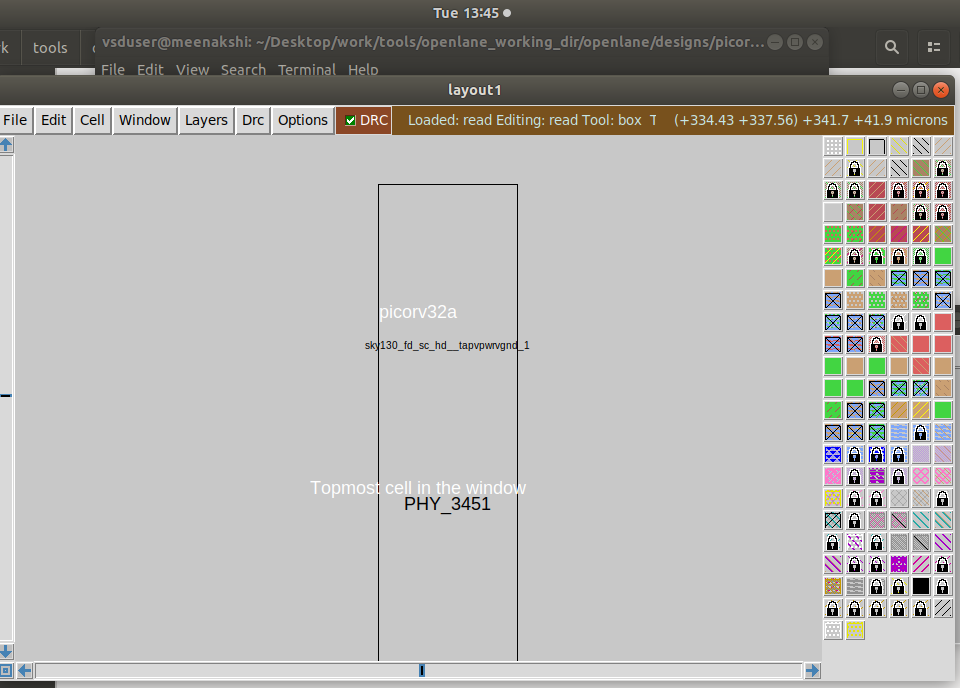 Tue 13:45
k
tools
vsduser@meenakshi: ~/Desktop/work/tools/openlane_working_dir/openlane/designs/picor...
File Edit View Search Terminal Help
layout1
File Edit Cell Window Layers Drc Options DRC Loaded: read Editing: read Tool: box T (+334.43 +337.56) +341.7 +41.9 microns
picorv32a
sky130_fd_sc_hd__tapvpwrvgnd_1
Topmost cell in the window
PHY_3451